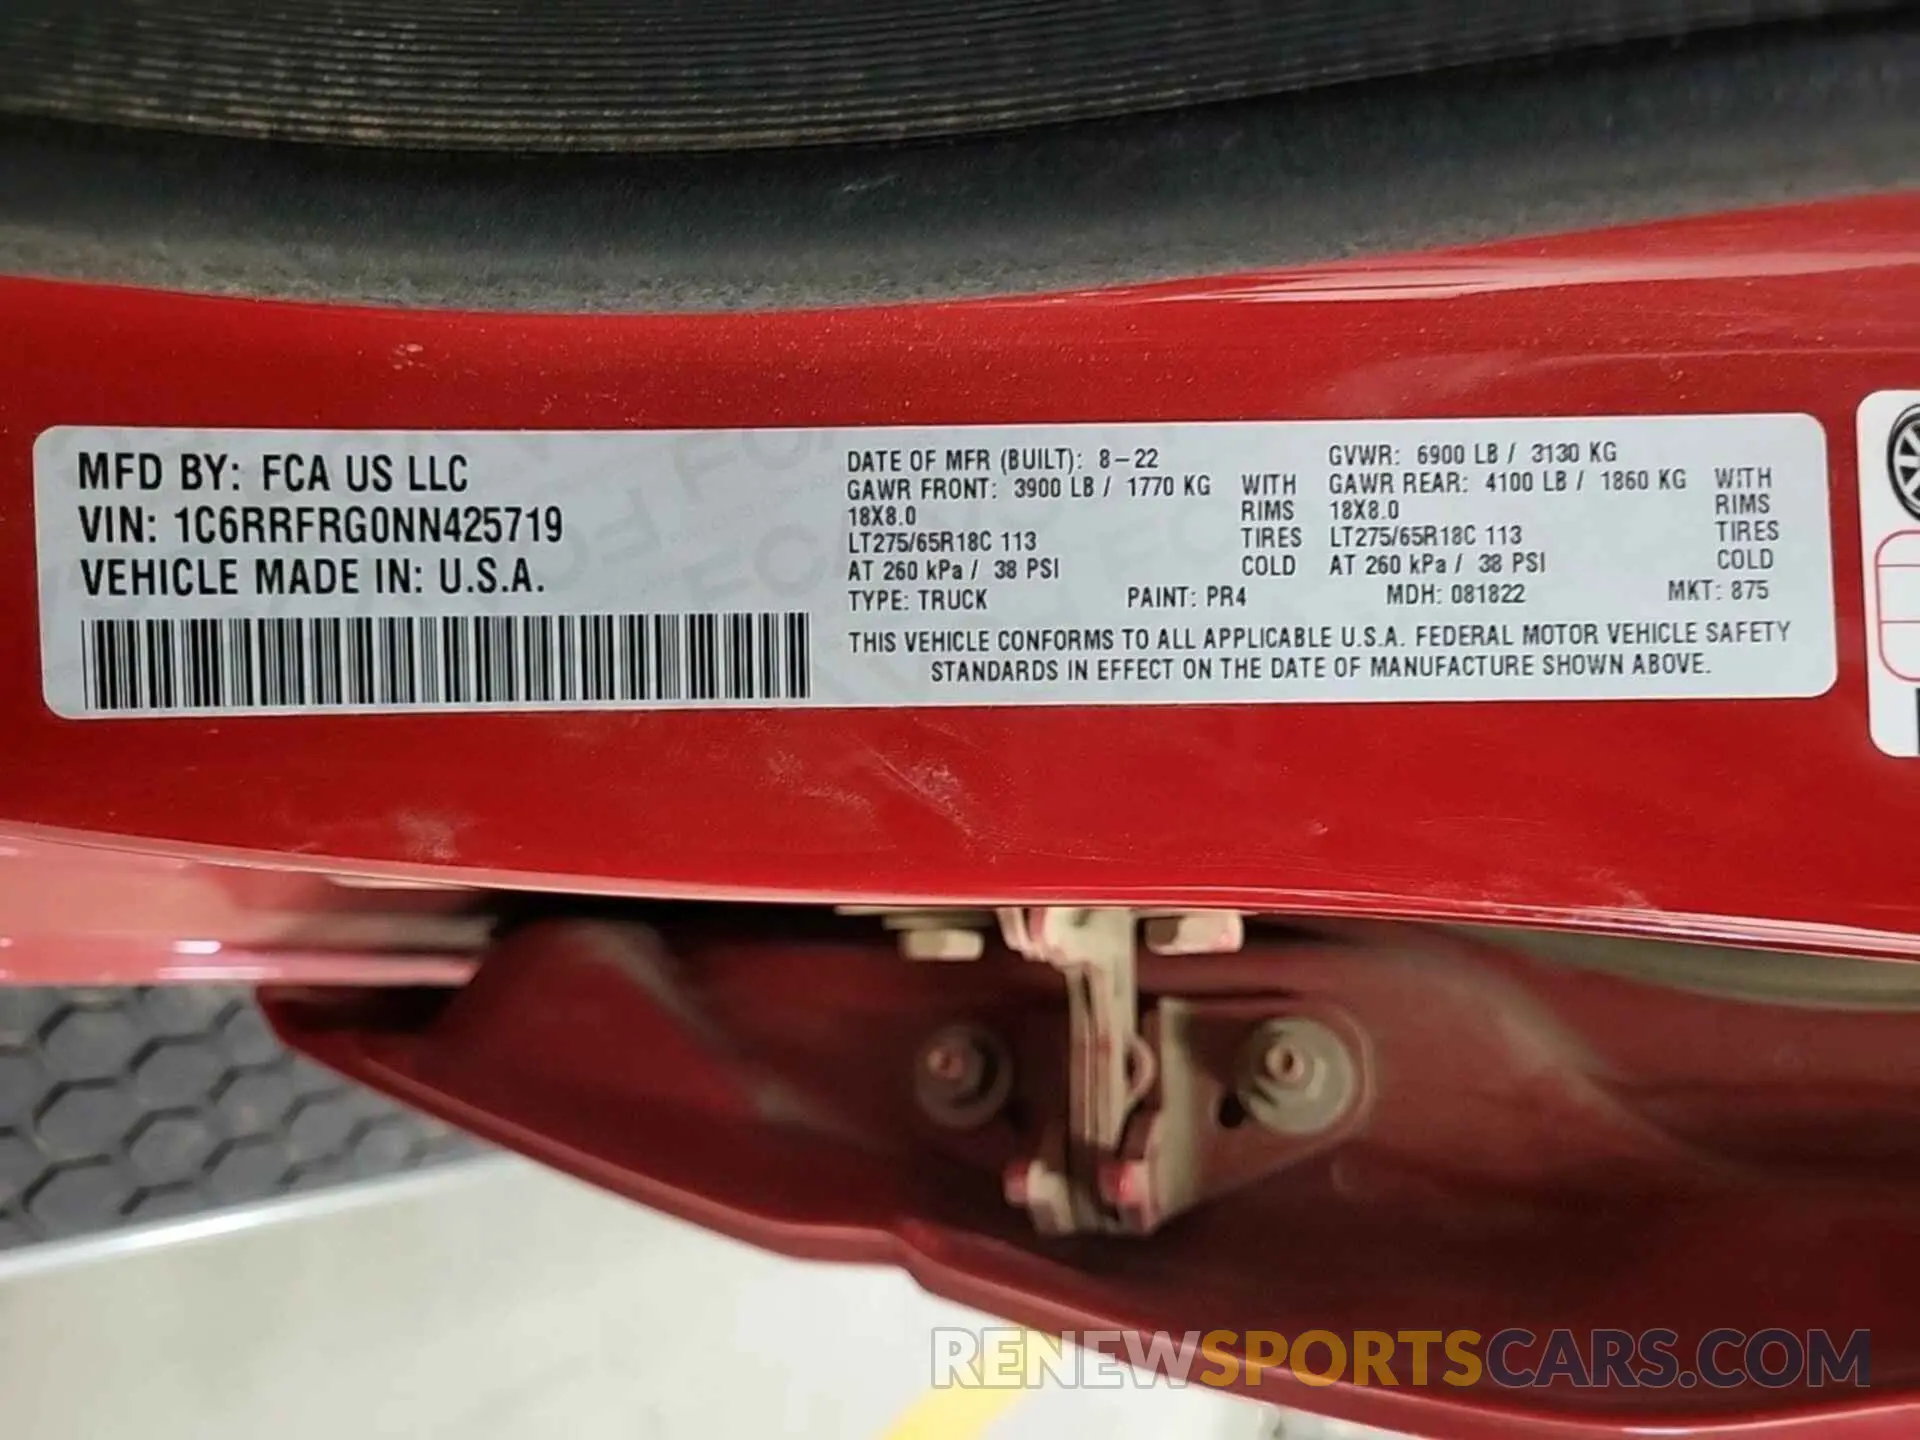 MFD BY: FCA US LLC
VIN: 1C6RRFRG0NN425719
VEHICLE MADE IN: U.S.A.
DATE OF MFR (BUILT): 8-22
GVWR: 6900 LB / 3130 KG
GAWR FRONT: 3900 LB / 1770 KG WITH
18X8.0 RIMS
LT275/65R18C 113 TIRES
AT 260 kPa / 38 PSI COLD
GAWR REAR: 4100 LB / 1860 KG WITH
18X8.0 RIMS
LT275/65R18C 113 TIRES
AT 260 kPa / 38 PSI COLD
TYPE: TRUCK PAINT: PR4 MDH: 081822 MKT: 875
THIS VEHICLE CONFORMS TO ALL APPLICABLE U.S.A. FEDERAL MOTOR VEHICLE SAFETY
STANDARDS IN EFFECT ON THE DATE OF MANUFACTURE SHOWN ABOVE.
RENEWSPORTSCARS.COM